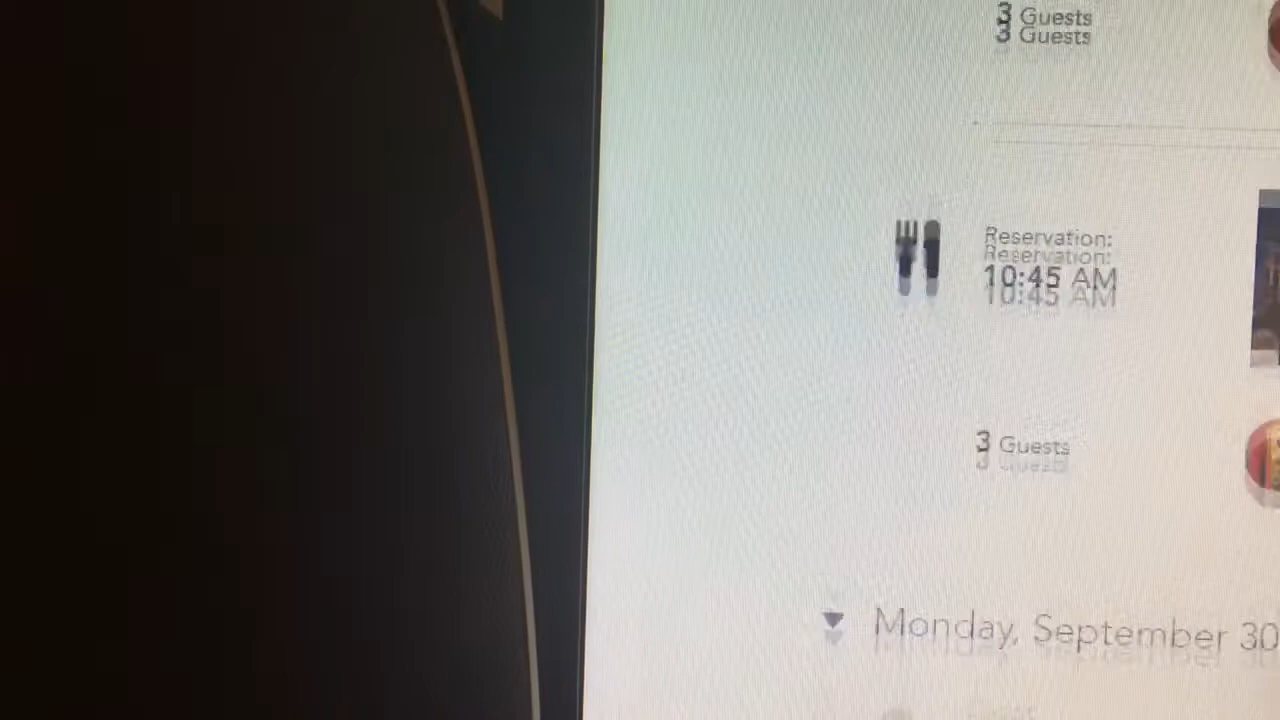 3 Guests
Reservation:
10:45 AM
3 Guests
Monday, September 30